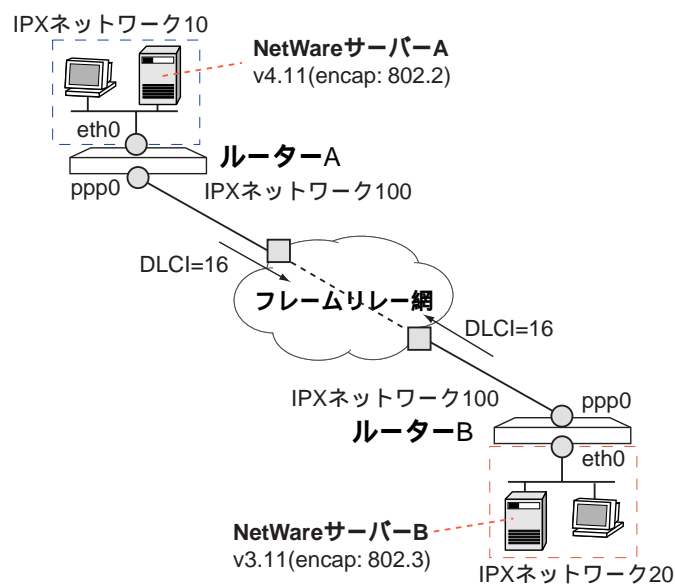 IPXネットワーク10
NetWareサーバーA
v4.11(encap: 802.2)
eth0
ルーターA
ppp0
IPXネットワーク100
DLCI=16
フレームリレー網
DLCI=16
IPXネットワーク100
ppp0
ルーターB
eth0
NetWareサーバーB
v3.11(encap: 802.3)
IPXネットワーク20